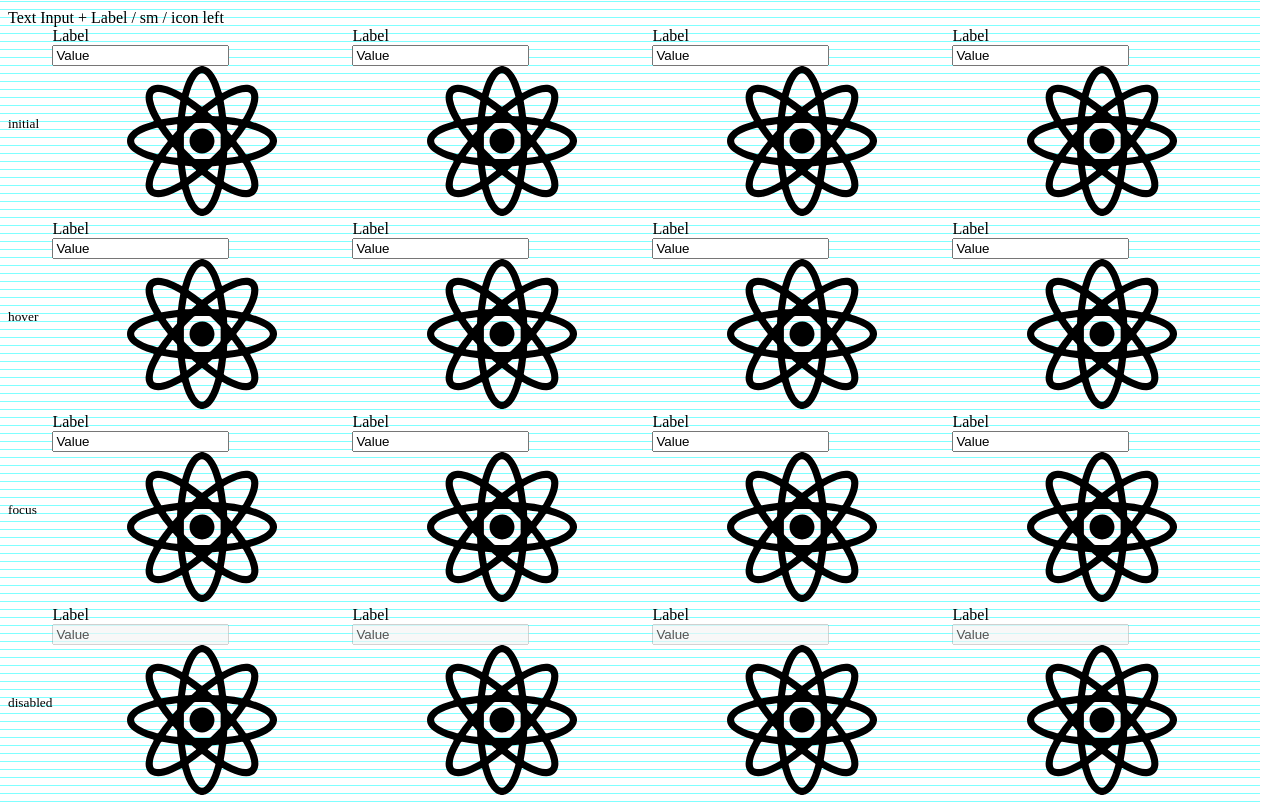 Text Input + Label / sm / icon left
Label Label Label Label
Value Value Value Value
initial
Label Label Label Label
Value Value Value Value
hover
Label Label Label Label
Value Value Value Value
focus
Label Label Label Label
Value Value Value Value
disabled